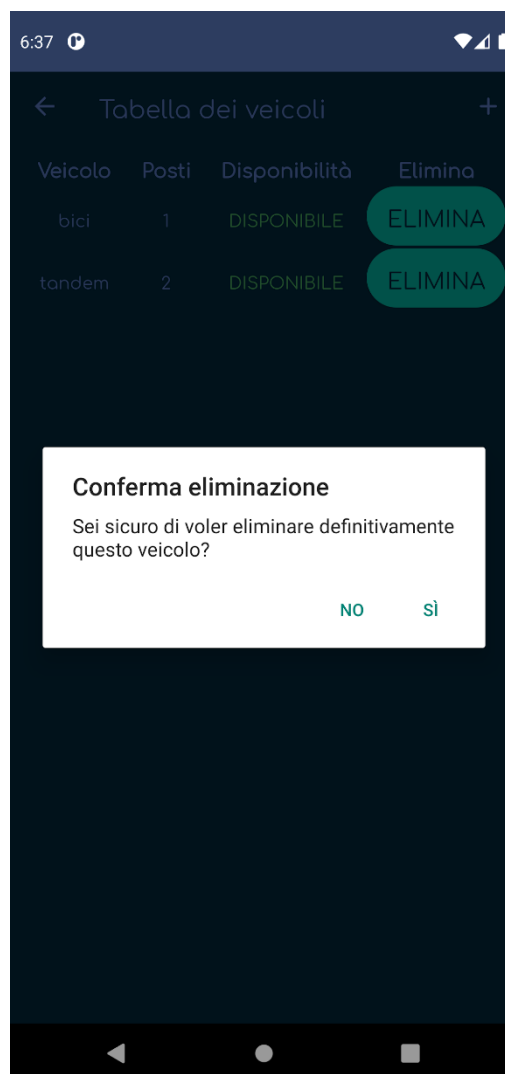 6:37
Tabella dei veicoli +
Veicolo Posti Disponibilità Elimina
bici 1 DISPONIBILE ELIMINA
tandem 2 DISPONIBILE ELIMINA
Conferma eliminazione
Sei sicuro di voler eliminare definitivamente
questo veicolo?
NO SÌ